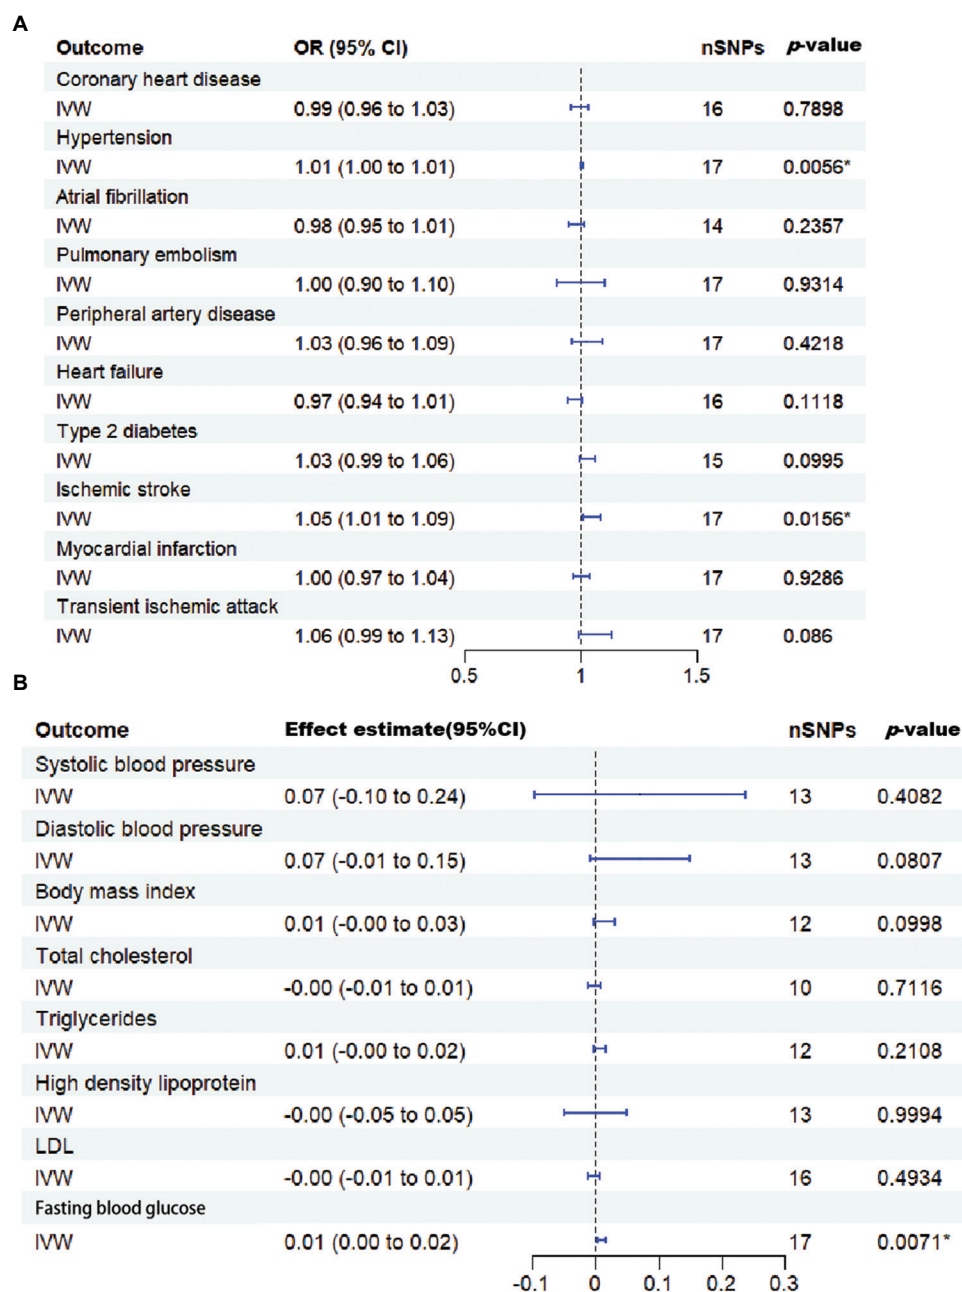 A
Outcome OR (95% CI) nSNPs p-value
Coronary heart disease
IVW 0.99 (0.96 to 1.03) 16 0.7898
Hypertension
IVW 1.01 (1.00 to 1.01) 17 0.0056*
Atrial fibrillation
IVW 0.98 (0.95 to 1.01) 14 0.2357
Pulmonary embolism
IVW 1.00 (0.90 to 1.10) 17 0.9314
Peripheral artery disease
IVW 1.03 (0.96 to 1.09) 17 0.4218
Heart failure
IVW 0.97 (0.94 to 1.01) 16 0.1118
Type 2 diabetes
IVW 1.03 (0.99 to 1.06) 15 0.0995
Ischemic stroke
IVW 1.05 (1.01 to 1.09) 17 0.0156*
Myocardial infarction
IVW 1.00 (0.97 to 1.04) 17 0.9286
Transient ischemic attack
IVW 1.06 (0.99 to 1.13) 17 0.086
0.5 1 1.5
B
Outcome Effect estimate(95%CI) nSNPs p-value
Systolic blood pressure
IVW 0.07 (-0.10 to 0.24) 13 0.4082
Diastolic blood pressure
IVW 0.07 (-0.01 to 0.15) 13 0.0807
Body mass index
IVW 0.01 (-0.00 to 0.03) 12 0.0998
Total cholesterol
IVW -0.00 (-0.01 to 0.01) 10 0.7116
Triglycerides
IVW 0.01 (-0.00 to 0.02) 12 0.2108
High density lipoprotein
IVW -0.00 (-0.05 to 0.05) 13 0.9994
LDL
IVW -0.00 (-0.01 to 0.01) 16 0.4934
Fasting blood glucose
IVW 0.01 (0.00 to 0.02) 17 0.0071*
-0.1 0 0.1 0.2 0.3